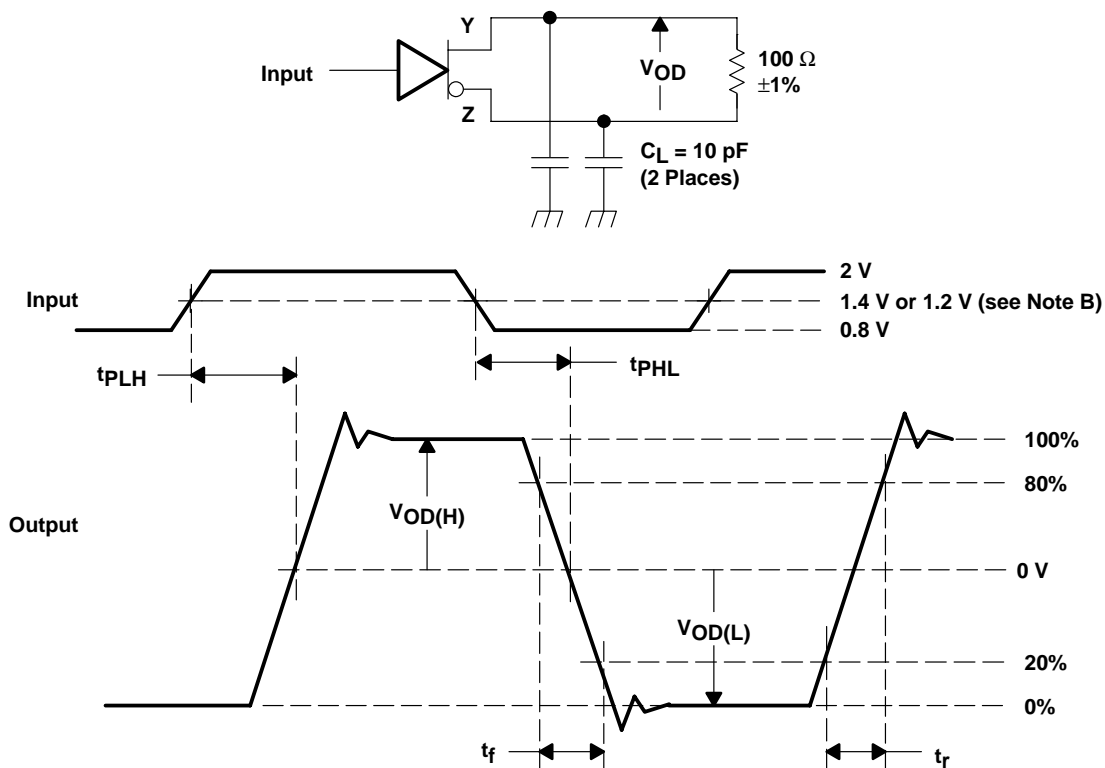 Y
Input
Z
VOD
100 Ω
±1%
CL = 10 pF
(2 Places)
Input
2 V
1.4 V or 1.2 V (see Note B)
0.8 V
tPLH
tPHL
Output
100%
80%
VOD(H)
0 V
VOD(L)
20%
0%
tf
tr